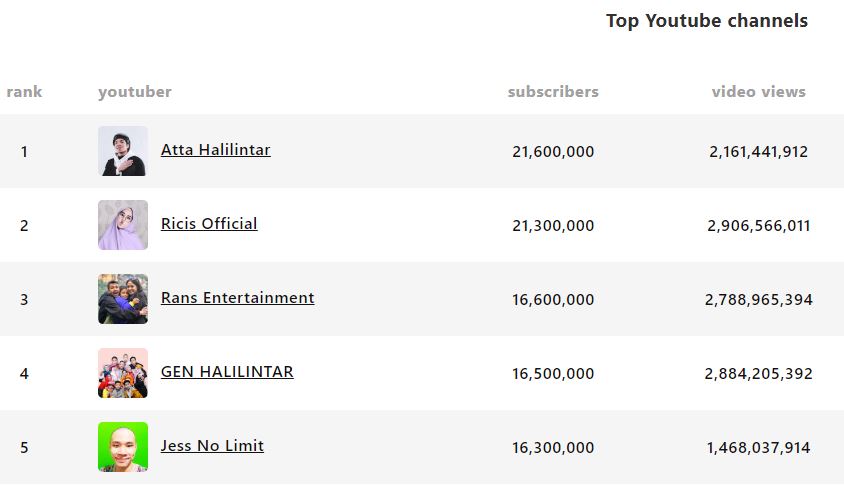 Top Youtube channels
rank youtuber subscribers video views
1 Atta Halilintar 21,600,000 2,161,441,912
2 Ricis Official 21,300,000 2,906,566,011
3 Rans Entertainment 16,600,000 2,788,965,394
4 GEN HALILINTAR 16,500,000 2,884,205,392
5 Jess No Limit 16,300,000 1,468,037,914